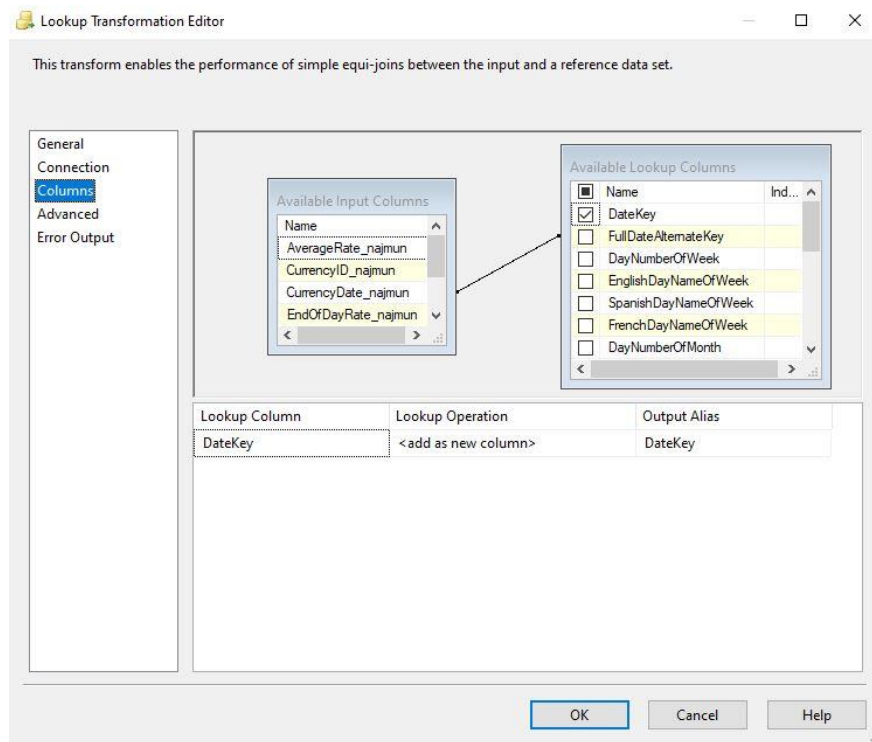 Lookup Transformation Editor
This transform enables the performance of simple equi-joins between the input and a reference data set.
General
Connection
Columns
Advanced
Error Output
Available Input Columns
Name
AverageRate_najmun
CurrencyID_najmun
CurrencyDate_najmun
EndOfDayRate_najmun
Available Lookup Columns
Name Ind...
DateKey
FullDateAlternateKey
DayNumberOfWeek
EnglishDayNameOfWeek
SpanishDayNameOfWeek
FrenchDayNameOfWeek
DayNumberOfMonth
Lookup Column Lookup Operation Output Alias
DateKey <add as new column> DateKey
OK Cancel Help